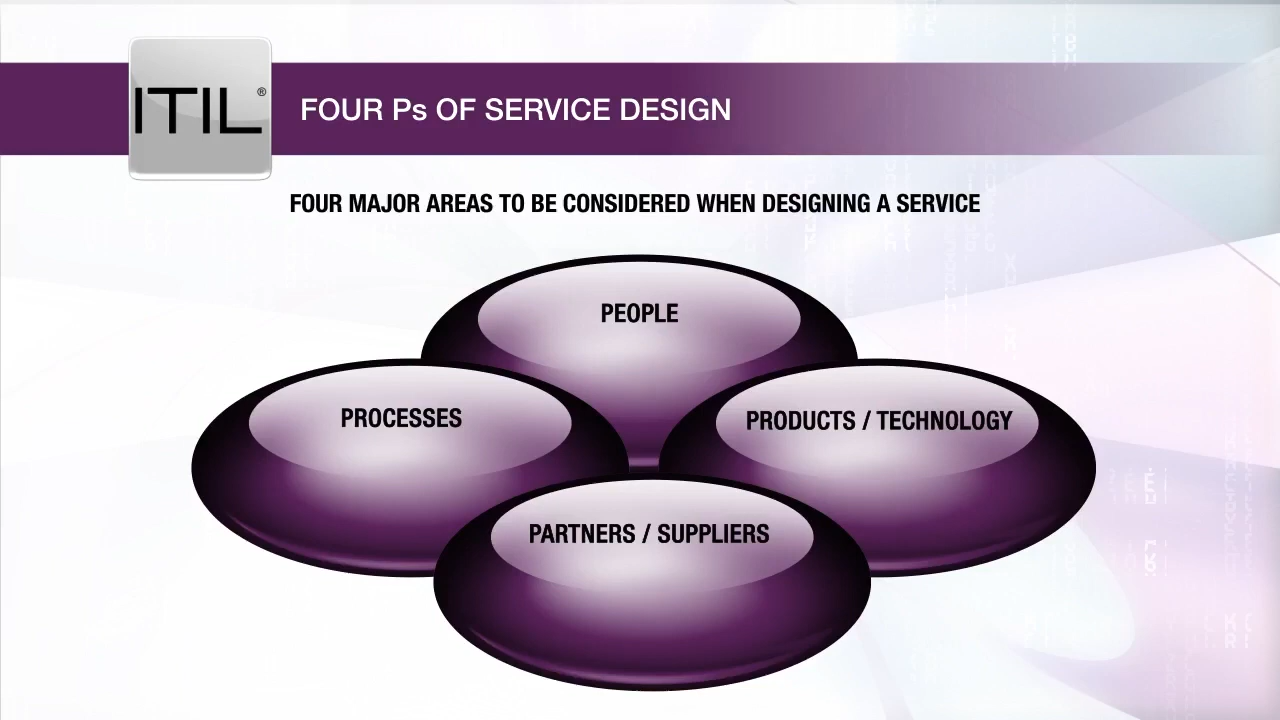 ITIL®
FOUR Ps OF SERVICE DESIGN
FOUR MAJOR AREAS TO BE CONSIDERED WHEN DESIGNING A SERVICE
PEOPLE
PROCESSES
PRODUCTS / TECHNOLOGY
PARTNERS / SUPPLIERS